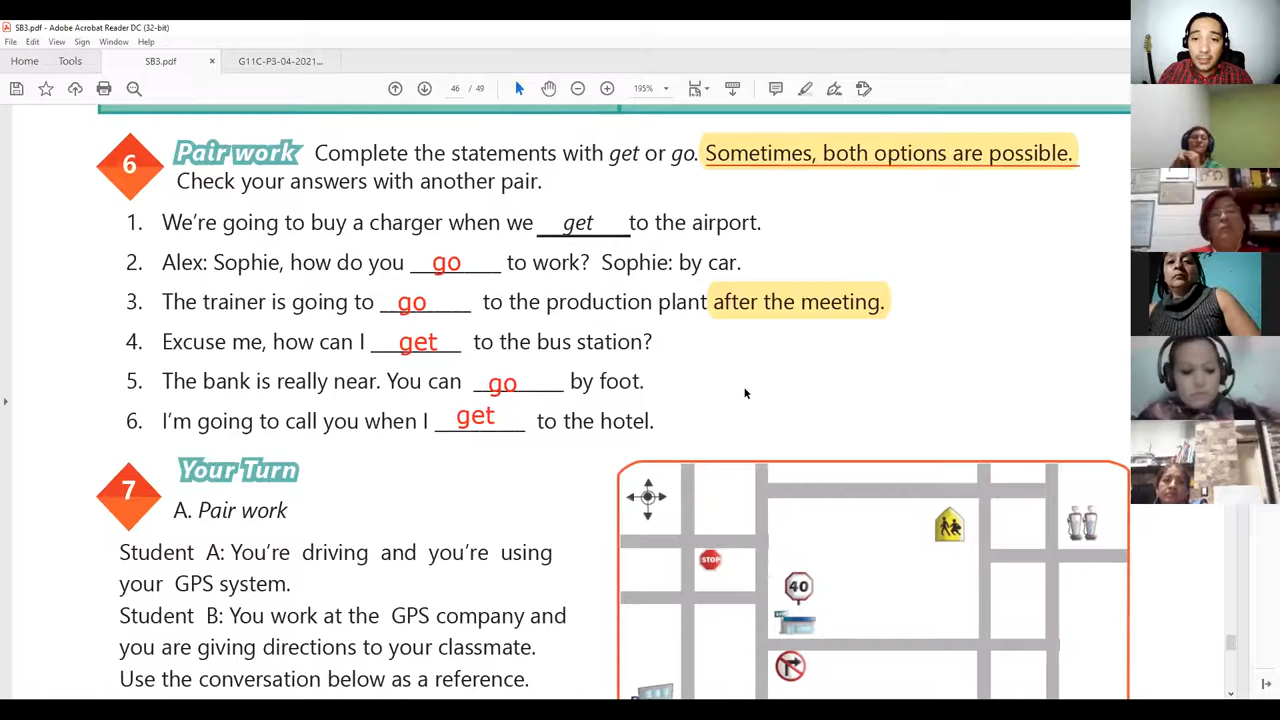 SB3.pdf - Adobe Acrobat Reader DC (32-bit)
File Edit View Sign Window Help
Home Tools SB3.pdf × G11C-P3-04-2021...
46 / 49 195%
6 Pair work Complete the statements with get or go. Sometimes, both options are possible.
Check your answers with another pair.
1. We're going to buy a charger when we get to the airport.
2. Alex: Sophie, how do you go to work? Sophie: by car.
3. The trainer is going to go to the production plant after the meeting.
4. Excuse me, how can I get to the bus station?
5. The bank is really near. You can go by foot.
6. I'm going to call you when I get to the hotel.
7 Your Turn
A. Pair work
Student A: You're driving and you're using
your GPS system.
Student B: You work at the GPS company and
you are giving directions to your classmate.
Use the conversation below as a reference.
STOP
40